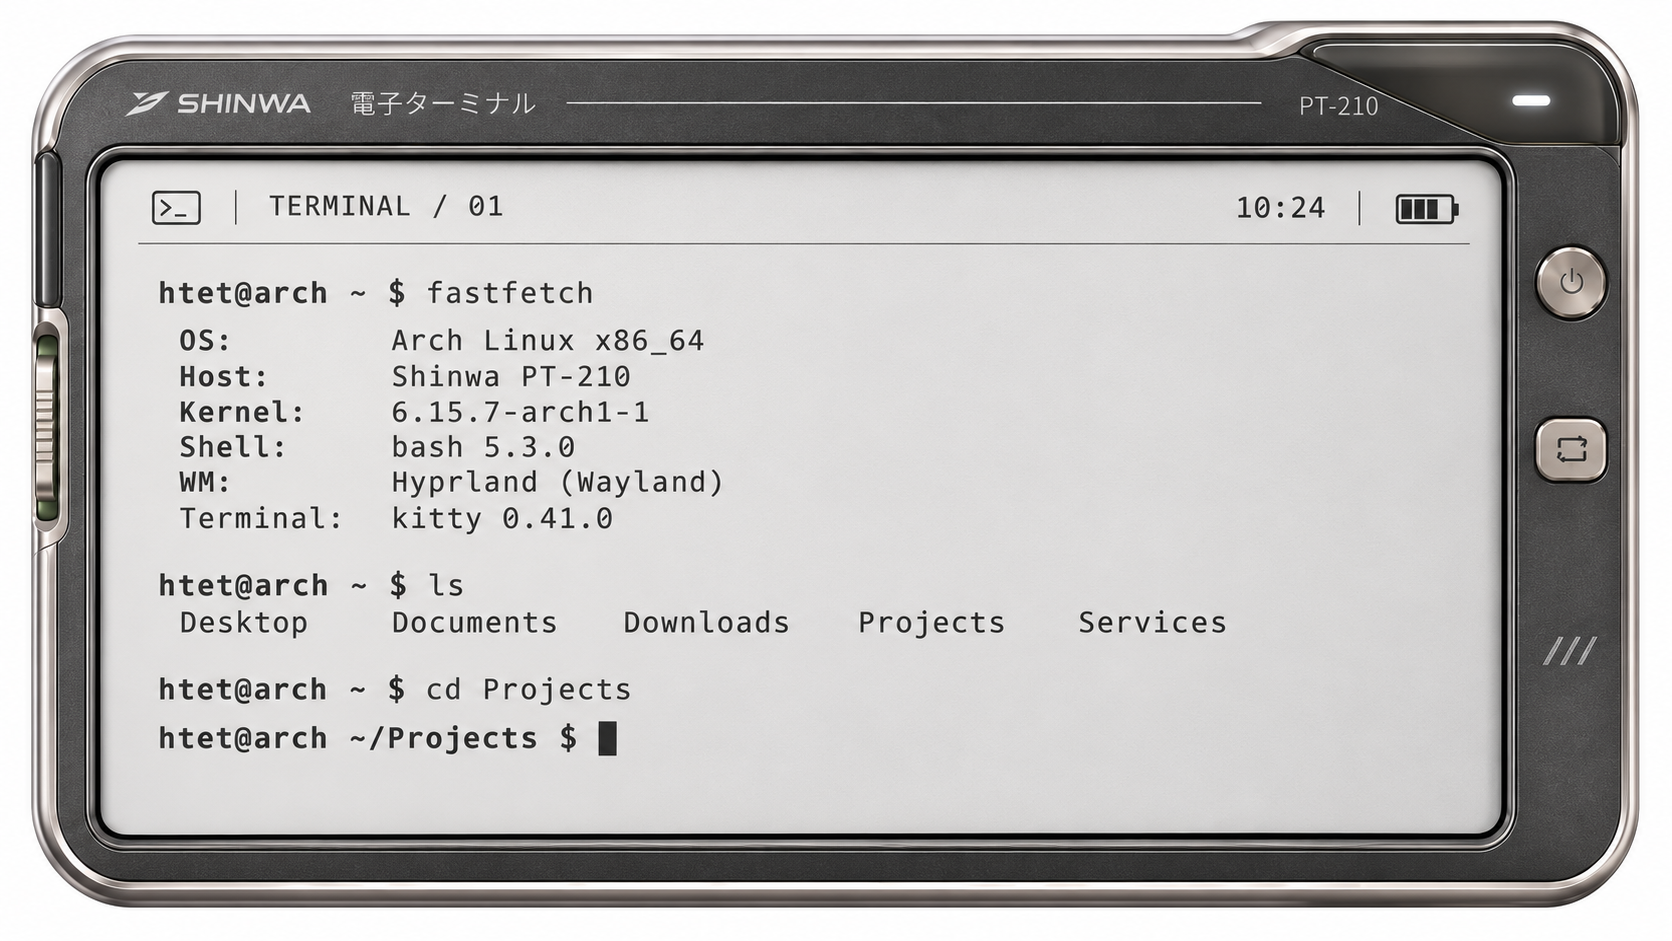 SHINWA 電子ターミナル PT-210
TERMINAL / 01 10:24
htet@arch ~ $ fastfetch
OS: Arch Linux x86_64
Host: Shinwa PT-210
Kernel: 6.15.7-arch1-1
Shell: bash 5.3.0
WM: Hyprland (Wayland)
Terminal: kitty 0.41.0
htet@arch ~ $ ls
Desktop Documents Downloads Projects Services
htet@arch ~ $ cd Projects
htet@arch ~/Projects $